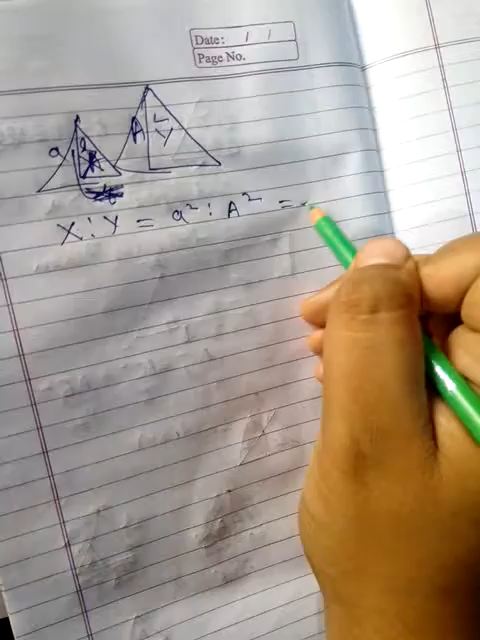 Date: / /
Page No.
a A L
Y
X : Y = a² : A² =